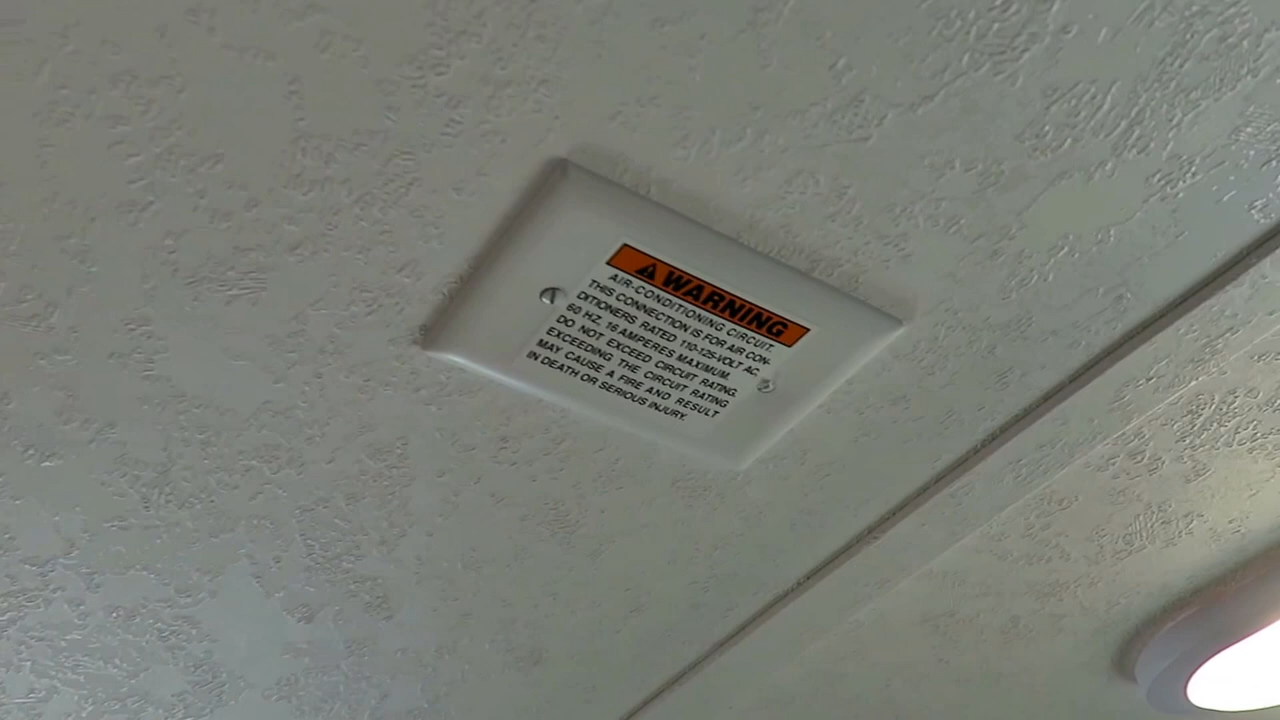 WARNING
AIR-CONDITIONING CIRCUIT.
THIS CONNECTION IS FOR AIR CON-
DITIONERS RATED 110-125-VOLT AC,
60 HZ, 16 AMPERES MAXIMUM.
DO NOT EXCEED CIRCUIT RATING.
EXCEEDING THE CIRCUIT RATING
MAY CAUSE A FIRE AND RESULT
IN DEATH OR SERIOUS INJURY.